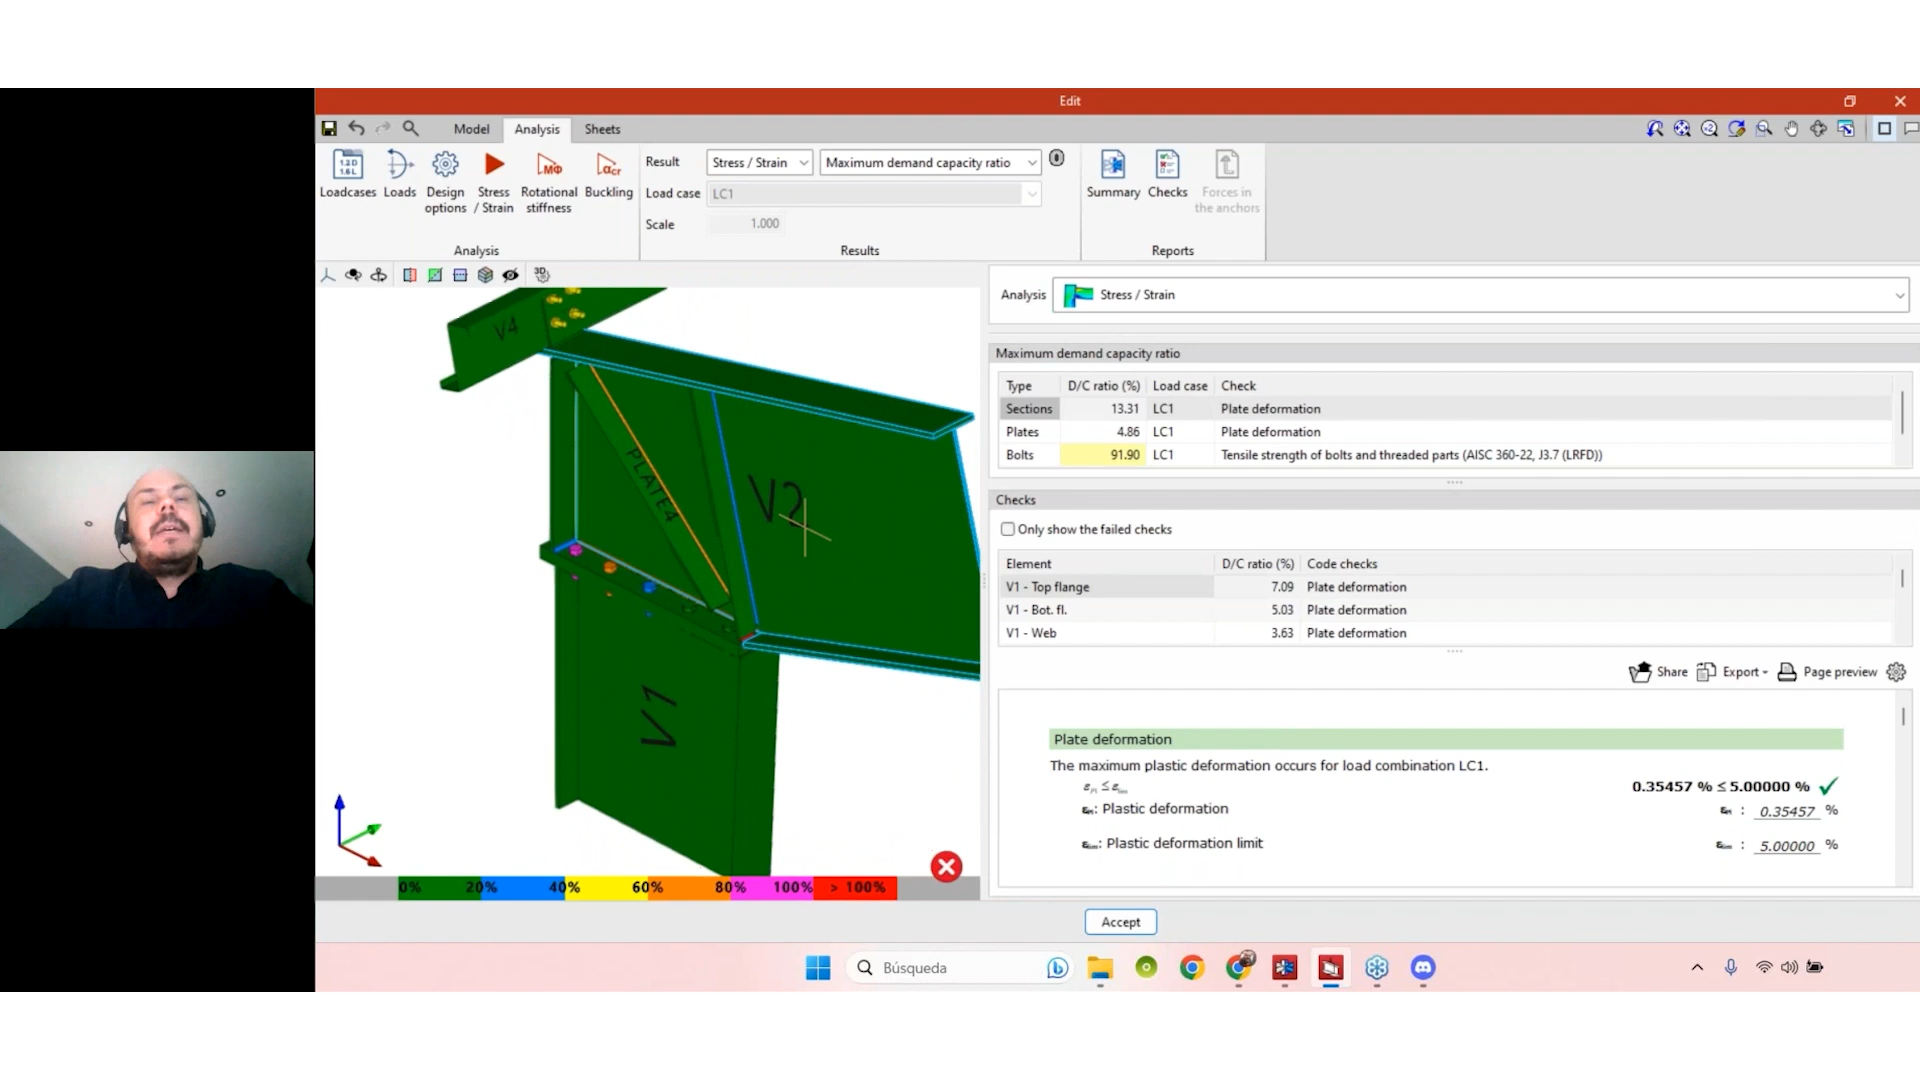 Edit
Model Analysis Sheets
Loadcases Loads Design options Stress / Strain Rotational stiffness Buckling
Analysis
Result Stress / Strain Maximum demand capacity ratio
Load case LC1
Scale 1.000
Results
Summary Checks Forces in the anchors
Reports
V4
PLATE4
V2
V1
0% 20% 40% 60% 80% 100% > 100%
Analysis Stress / Strain
Maximum demand capacity ratio
Type D/C ratio (%) Load case Check
Sections 13.31 LC1 Plate deformation
Plates 4.86 LC1 Plate deformation
Bolts 91.90 LC1 Tensile strength of bolts and threaded parts (AISC 360-22, J3.7 (LRFD))
Checks
Only show the failed checks
Element D/C ratio (%) Code checks
V1 - Top flange 7.09 Plate deformation
V1 - Bot. fl. 5.03 Plate deformation
V1 - Web 3.63 Plate deformation
Share Export Page preview
Plate deformation
The maximum plastic deformation occurs for load combination LC1.
0.35457 % ≤ 5.00000 % ✓
: Plastic deformation : 0.35457 %
: Plastic deformation limit : 5.00000 %
Accept
Búsqueda